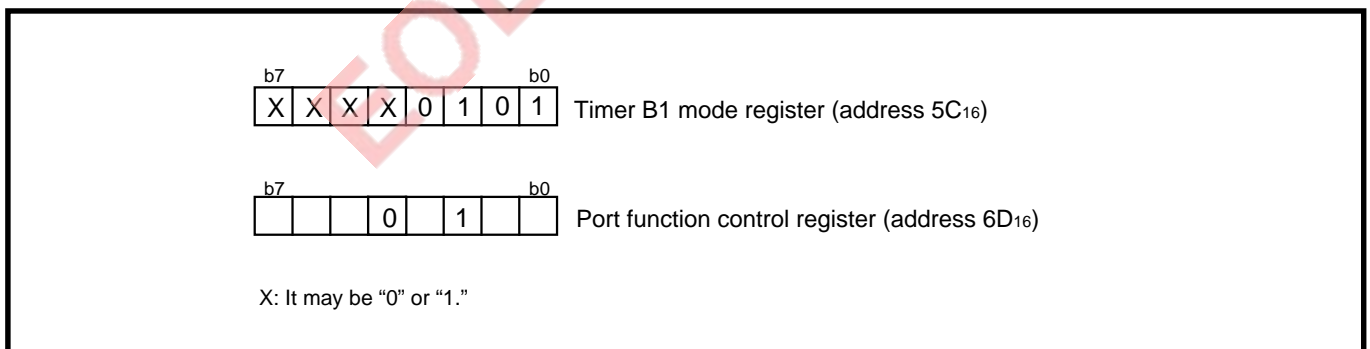 EOL
b7 b0
X X X X 0 1 0 1 Timer B1 mode register (address 5C16)
b7 b0
0 1 Port function control register (address 6D16)
X: It may be “0” or “1.”